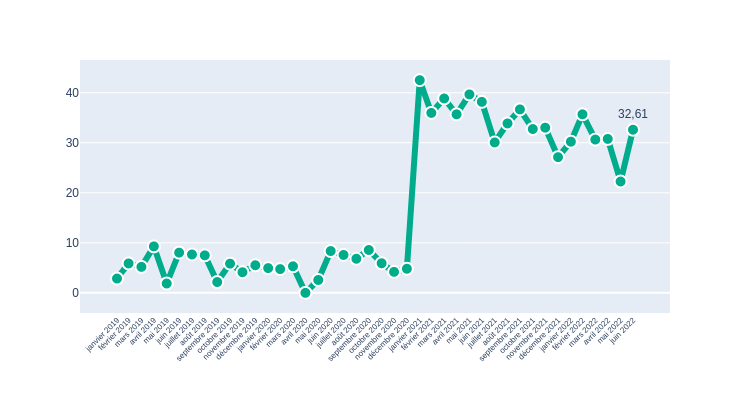 40
30
20
10
0
32,61
janvier 2019
février 2019
mars 2019
avril 2019
mai 2019
juin 2019
juillet 2019
août 2019
septembre 2019
octobre 2019
novembre 2019
décembre 2019
janvier 2020
février 2020
mars 2020
avril 2020
mai 2020
juin 2020
juillet 2020
août 2020
septembre 2020
octobre 2020
novembre 2020
décembre 2020
janvier 2021
février 2021
mars 2021
avril 2021
mai 2021
juin 2021
juillet 2021
août 2021
septembre 2021
octobre 2021
novembre 2021
décembre 2021
janvier 2022
février 2022
mars 2022
avril 2022
mai 2022
juin 2022